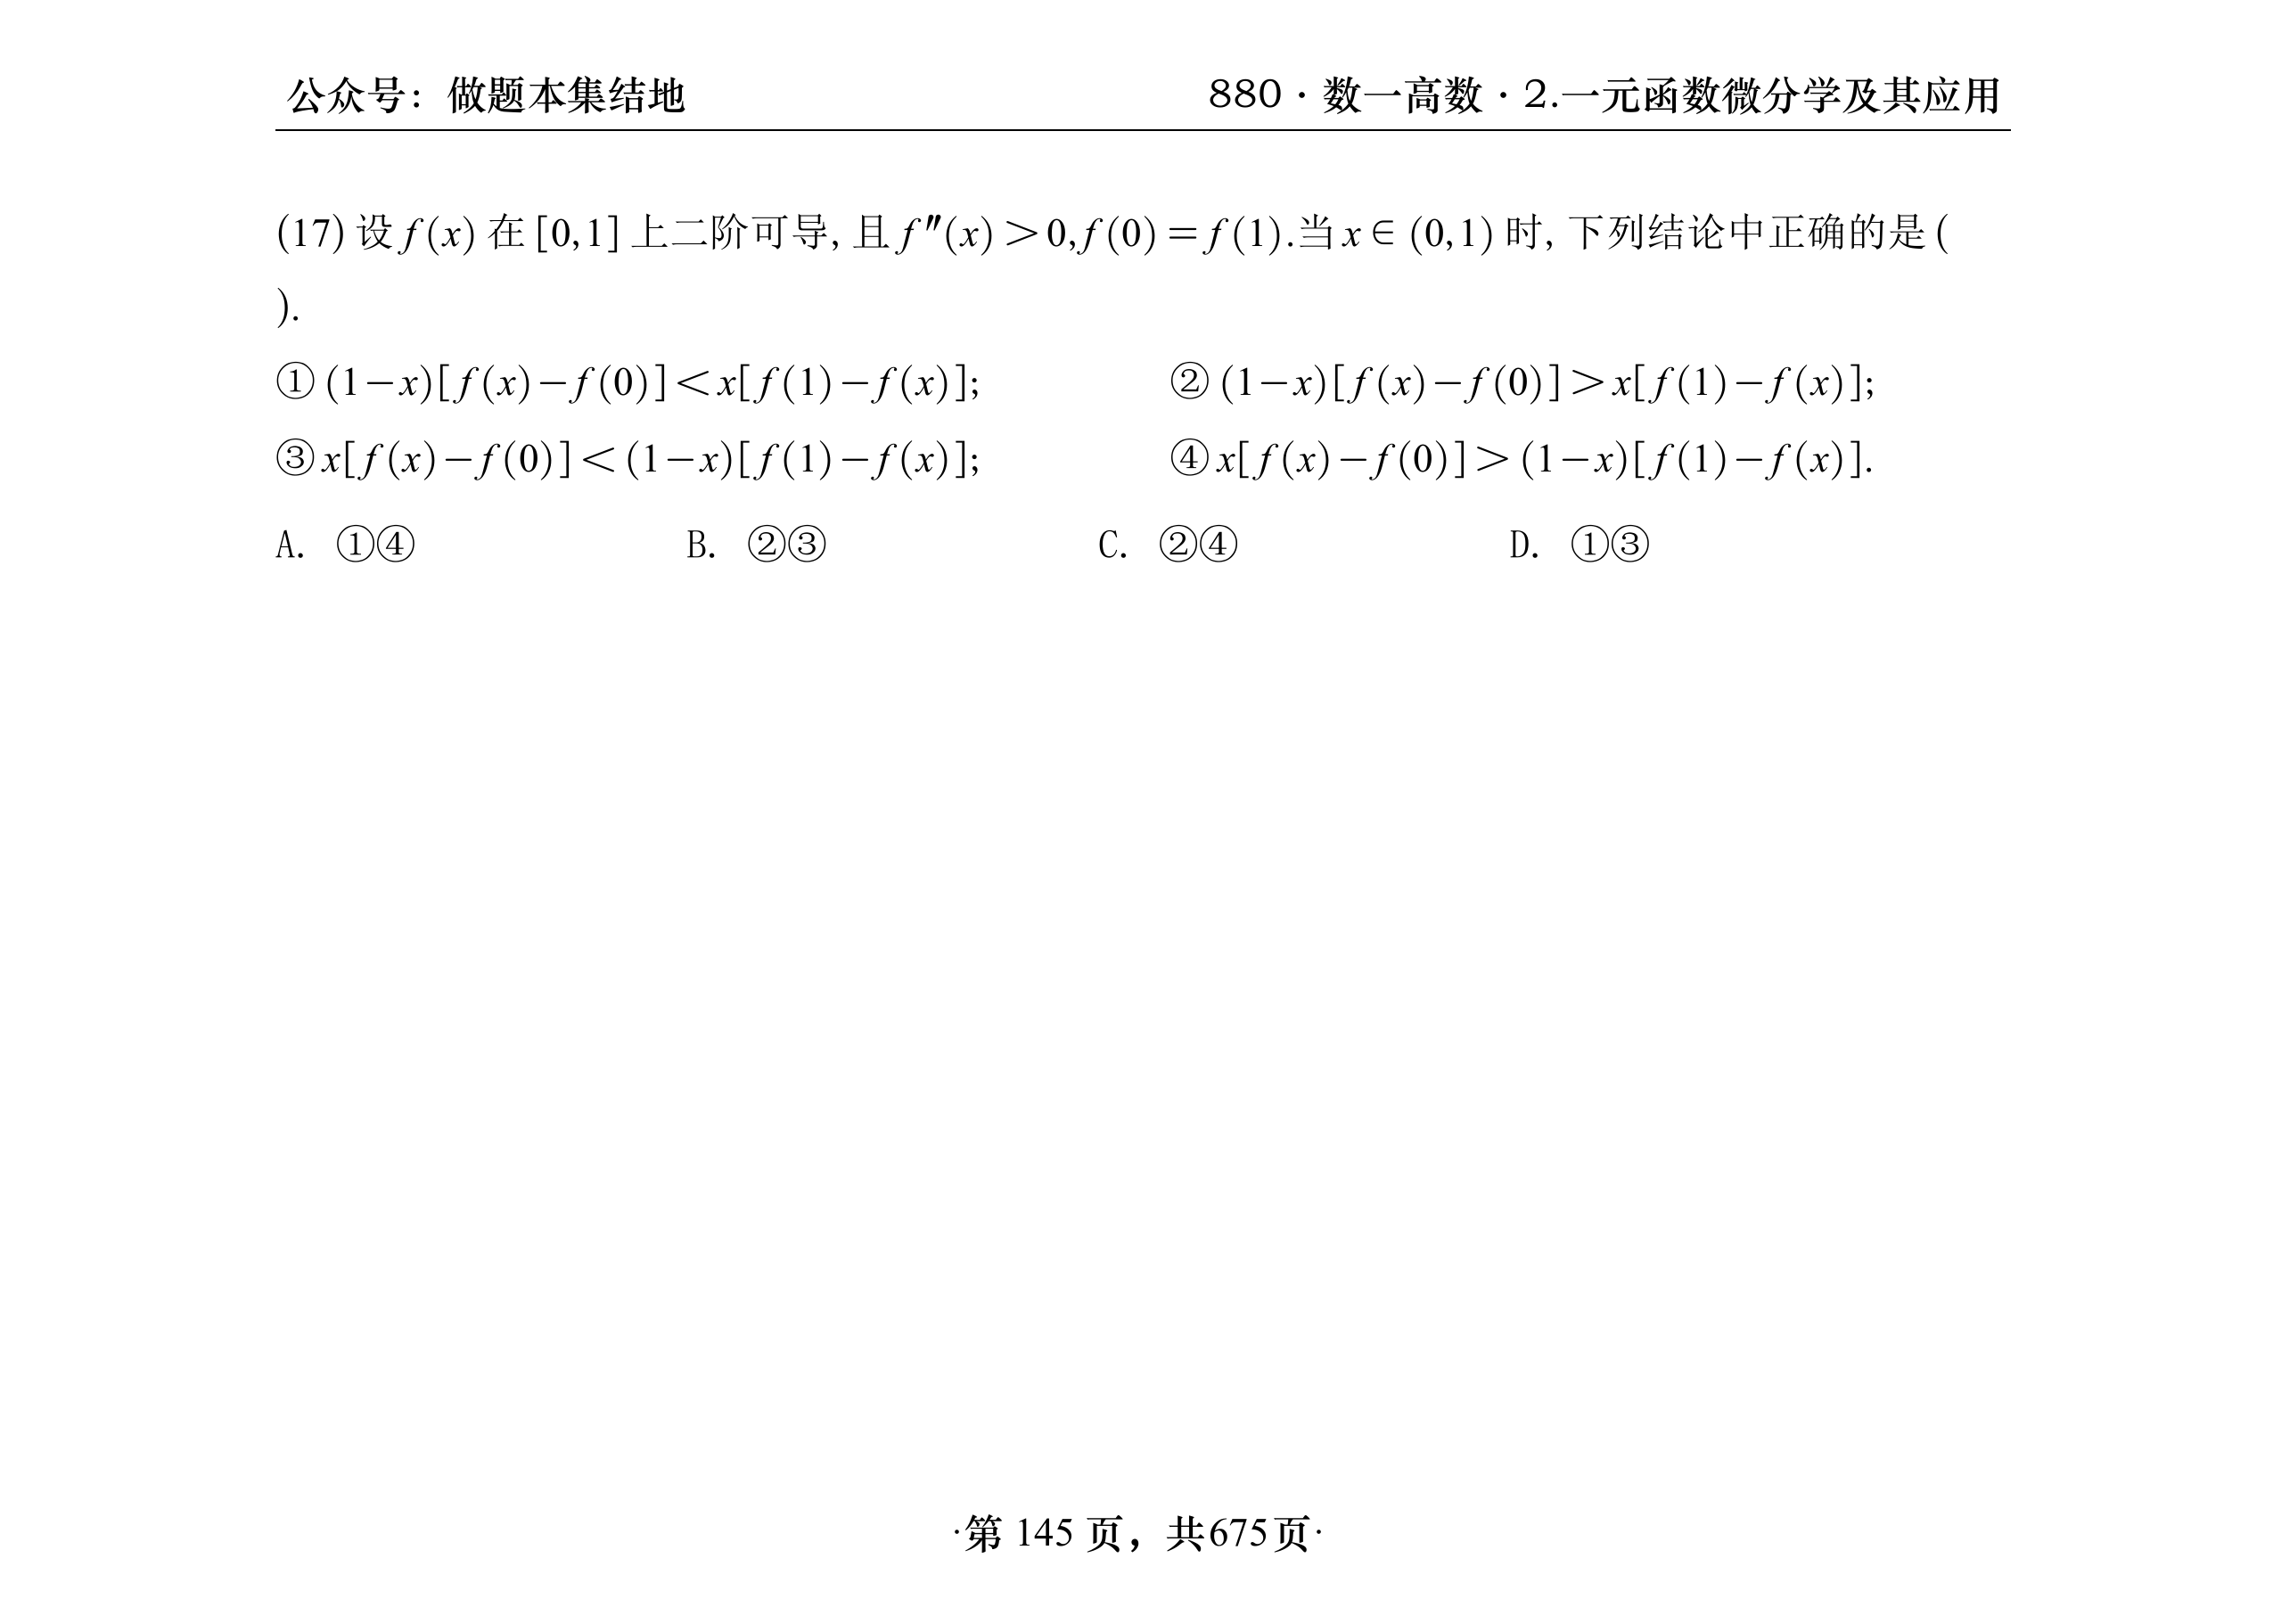 公众号：做题本集结地 880·数一高数·2.一元函数微分学及其应用
(17) 设 f(x) 在 [0,1] 上二阶可导, 且 f″(x)>0,f(0)=f(1).当 x∈(0,1) 时, 下列结论中正确的是 (
).
①(1−x)[f(x)−f(0)]<x[f(1)−f(x)]; ②(1−x)[f(x)−f(0)]>x[f(1)−f(x)];
③x[f(x)−f(0)]<(1−x)[f(1)−f(x)]; ④x[f(x)−f(0)]>(1−x)[f(1)−f(x)].
A. ①④ B. ②③ C. ②④ D. ①③
·第 145 页，共675页·